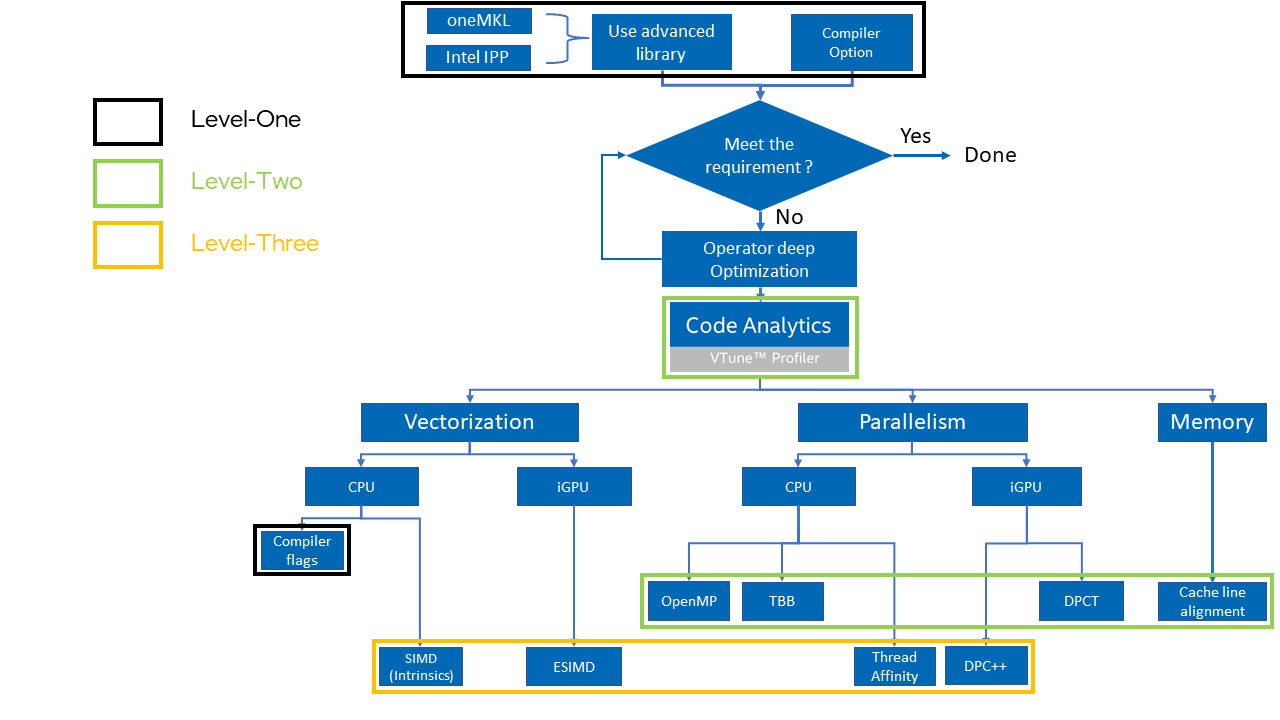 oneMKL
Intel IPP
Use advanced
library
Compiler
Option
Level-One
Level-Two
Level-Three
Meet the
requirement ?
Yes
Done
No
Operator deep
Optimization
Code Analytics
VTune™ Profiler
Vectorization
Parallelism
Memory
CPU
iGPU
CPU
iGPU
Compiler
flags
OpenMP
TBB
DPCT
Cache line
alignment
SIMD
(Intrinsics)
ESIMD
Thread
Affinity
DPC++